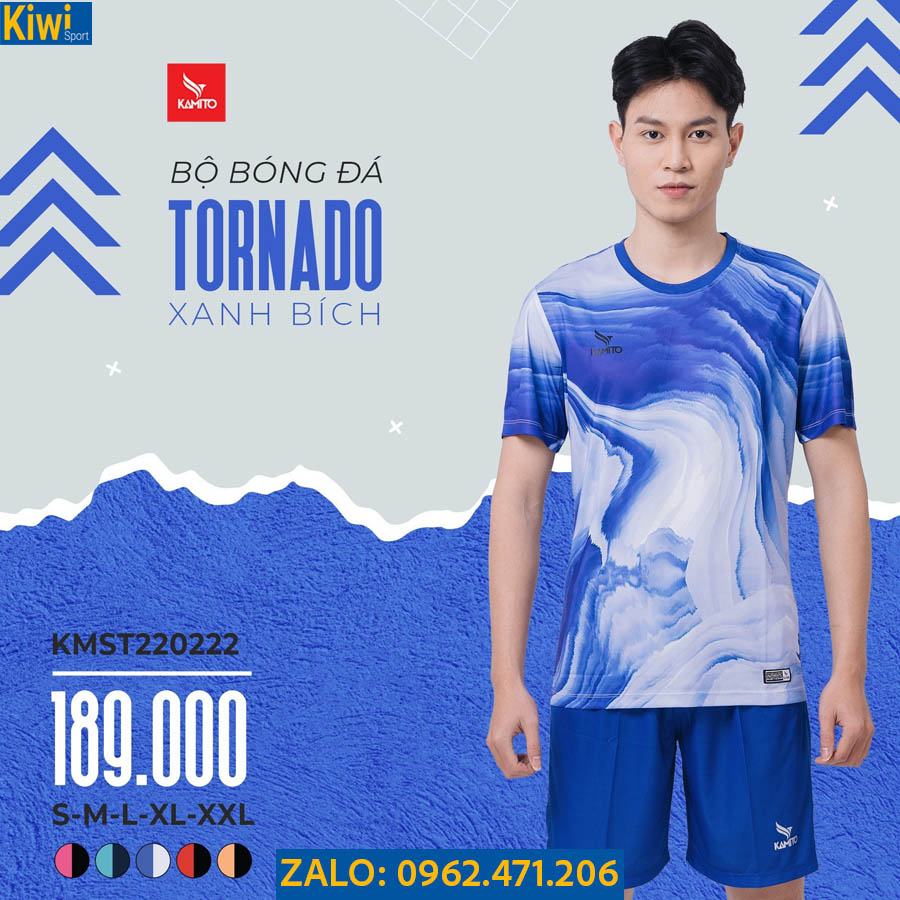 Kiwi
Sport
KAMITO
BỘ BÓNG ĐÁ
TORNADO
XANH BÍCH
KAMITO
KMST220222
189.000
S-M-L-XL-XXL
KAMITO
ZALO: 0962.471.206